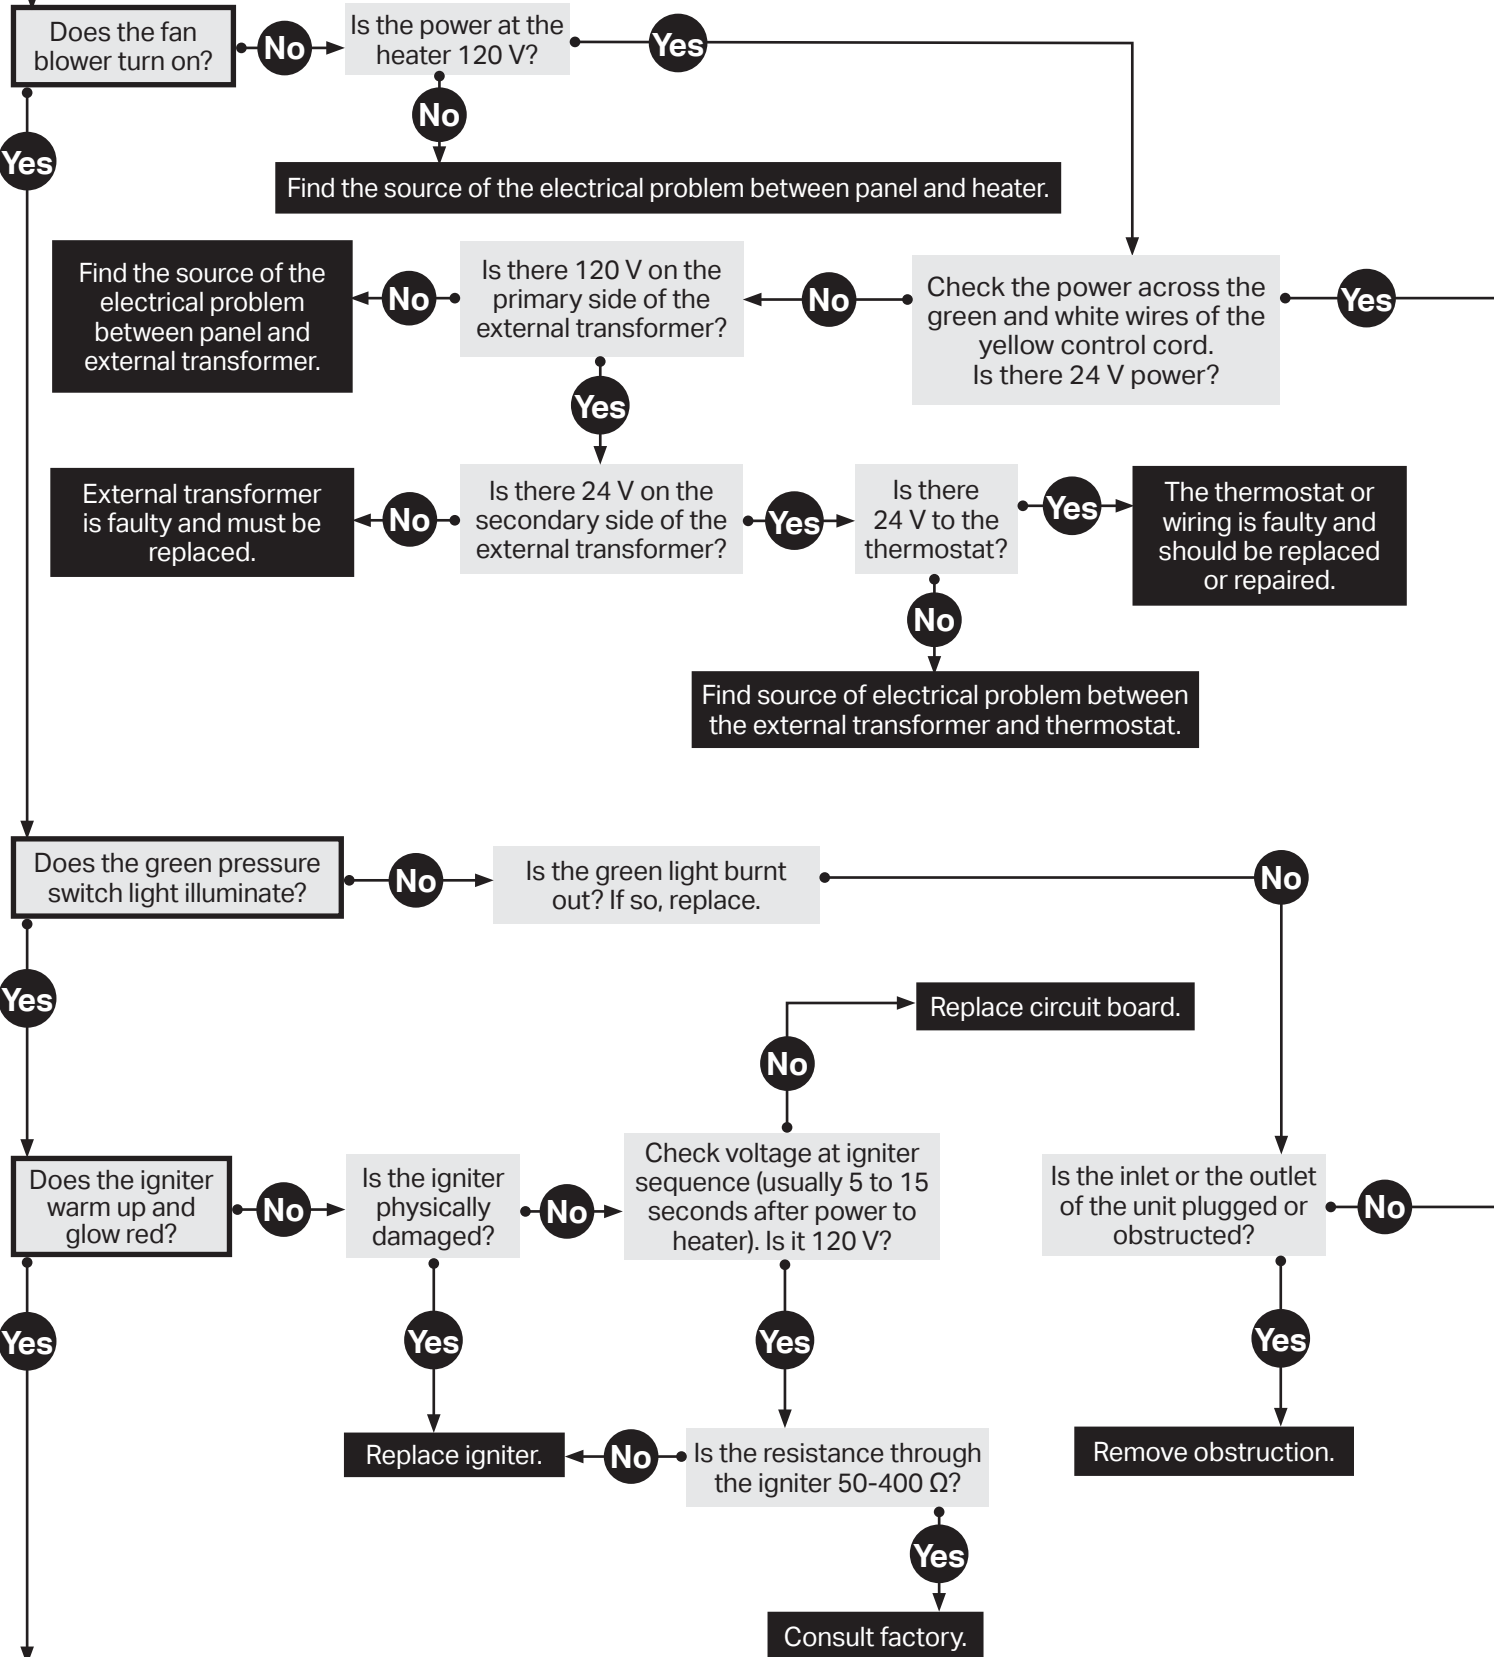 Does the fan
blower turn on?
No
Is the power at the
heater 120 V?
Yes
No
Yes
Find the source of the electrical problem between panel and heater.
Find the source of the
electrical problem
between panel and
external transformer.
No
Is there 120 V on the
primary side of the
external transformer?
No
Check the power across the
green and white wires of the
yellow control cord.
Is there 24 V power?
Yes
Yes
External transformer
is faulty and must be
replaced.
No
Is there 24 V on the
secondary side of the
external transformer?
Yes
Is there
24 V to the
thermostat?
Yes
The thermostat or
wiring is faulty and
should be replaced
or repaired.
No
Find source of electrical problem between
the external transformer and thermostat.
Does the green pressure
switch light illuminate?
No
Is the green light burnt
out? If so, replace.
No
Yes
Replace circuit board.
No
Does the igniter
warm up and
glow red?
No
Is the igniter
physically
damaged?
No
Check voltage at igniter
sequence (usually 5 to 15
seconds after power to
heater). Is it 120 V?
Is the inlet or the outlet
of the unit plugged or
obstructed?
No
Yes
Yes
Yes
Yes
Replace igniter.
No
Is the resistance through
the igniter 50-400 Ω?
Remove obstruction.
Yes
Consult factory.